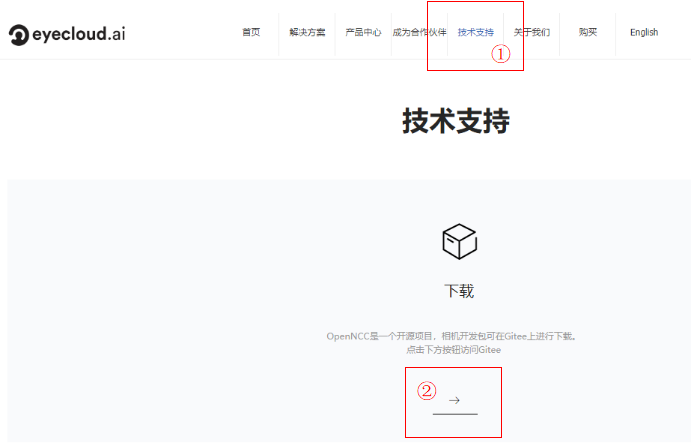 eyecloud.ai 首页 解决方案 产品中心 成为合作伙伴 技术支持 关于我们 购买 English
①
技术支持
下载
OpenNCC是一个开源项目，相机开发包可在Gitee上进行下载。
点击下方按钮访问Gitee
②